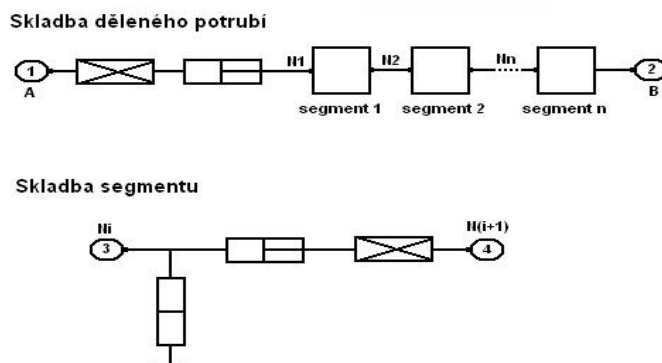 Skladba děleného potrubí
1 N1 N2 Nn 2
A segment 1 segment 2 segment n B
Skladba segmentu
Ni N(i+1)
3 4